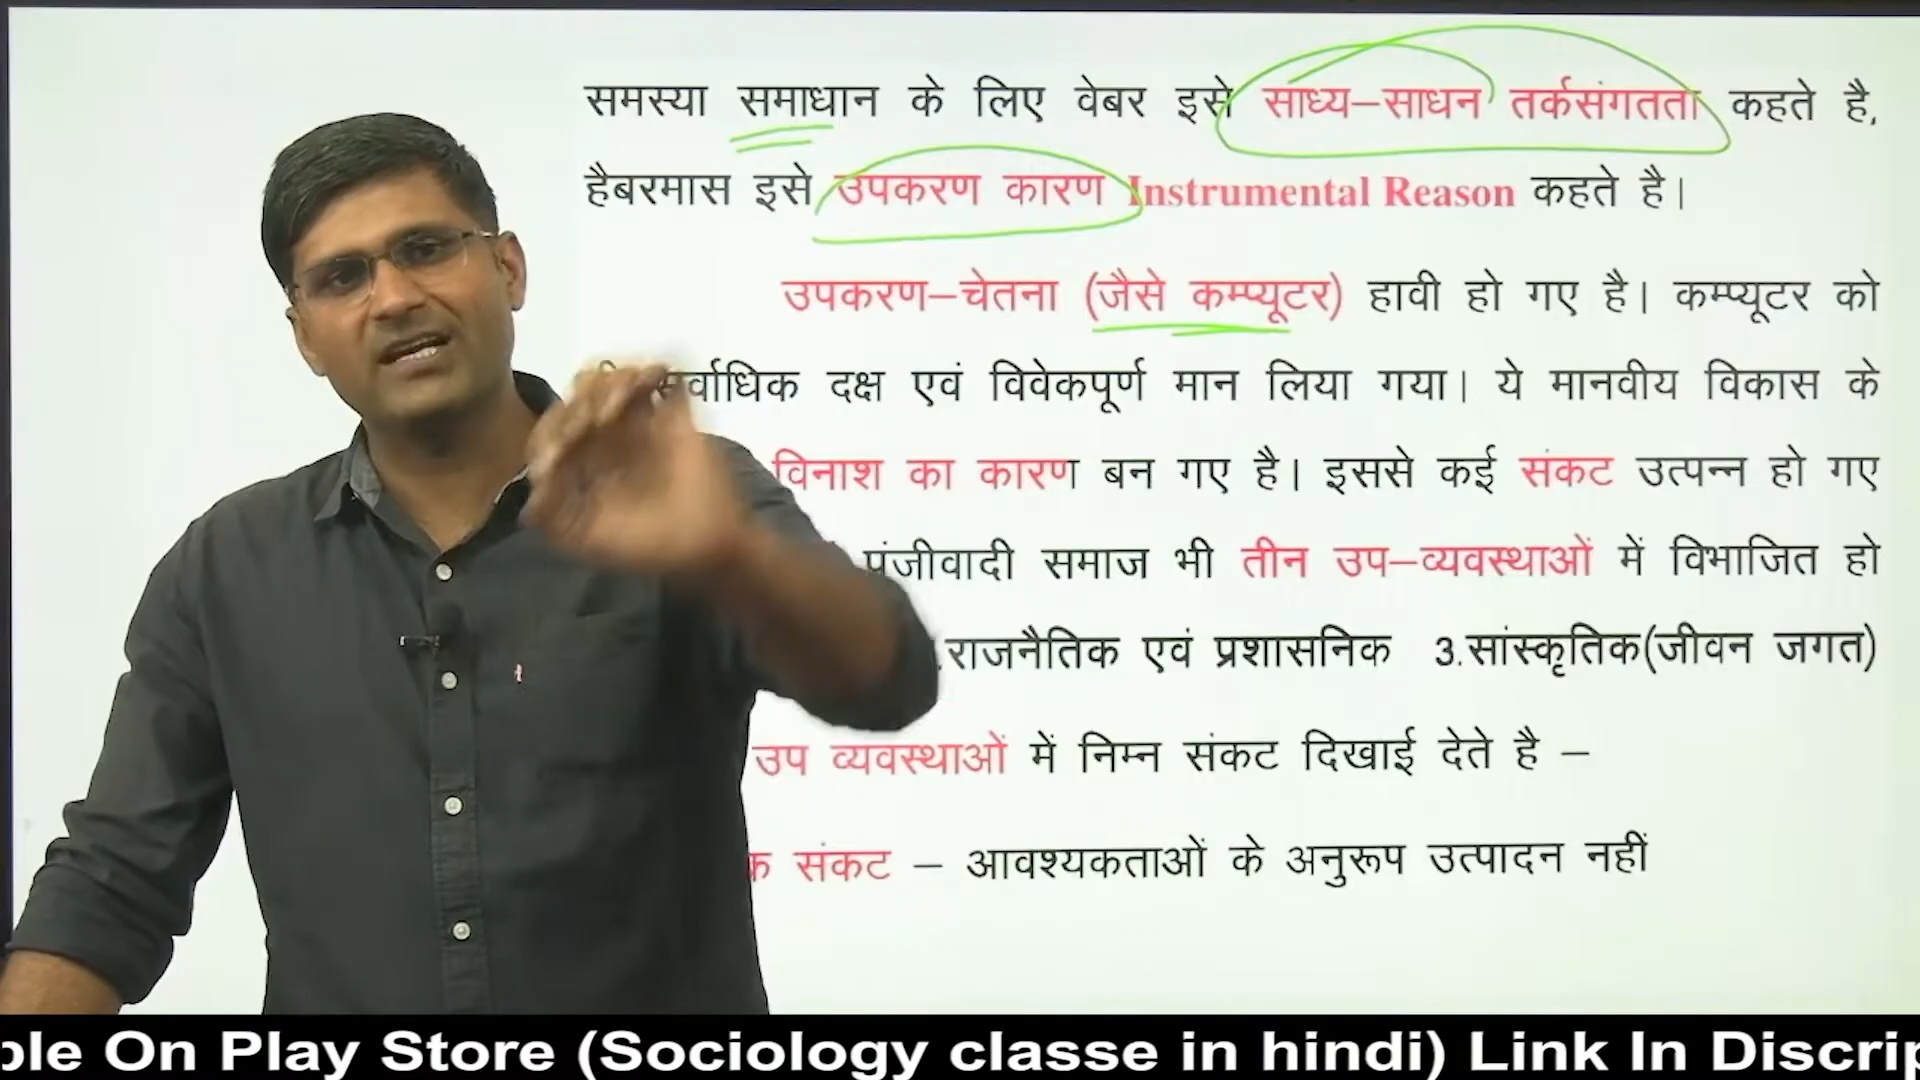 समस्या समाधान के लिए वेबर इसे साध्य–साधन तर्कसंगतता कहते है,
हैबरमास इसे उपकरण कारण Instrumental Reason कहते है।
उपकरण–चेतना (जैसे कम्प्यूटर) हावी हो गए है। कम्प्यूटर को
सर्वाधिक दक्ष एवं विवेकपूर्ण मान लिया गया। ये मानवीय विकास के
विनाश का कारण बन गए है। इससे कई संकट उत्पन्न हो गए
पंजीवादी समाज भी तीन उप–व्यवस्थाओं में विभाजित हो
राजनैतिक एवं प्रशासनिक 3.सांस्कृतिक(जीवन जगत)
उप व्यवस्थाओं में निम्न संकट दिखाई देते है –
संकट – आवश्यकताओं के अनुरूप उत्पादन नहीं
On Play Store (Sociology classe in hindi) Link In